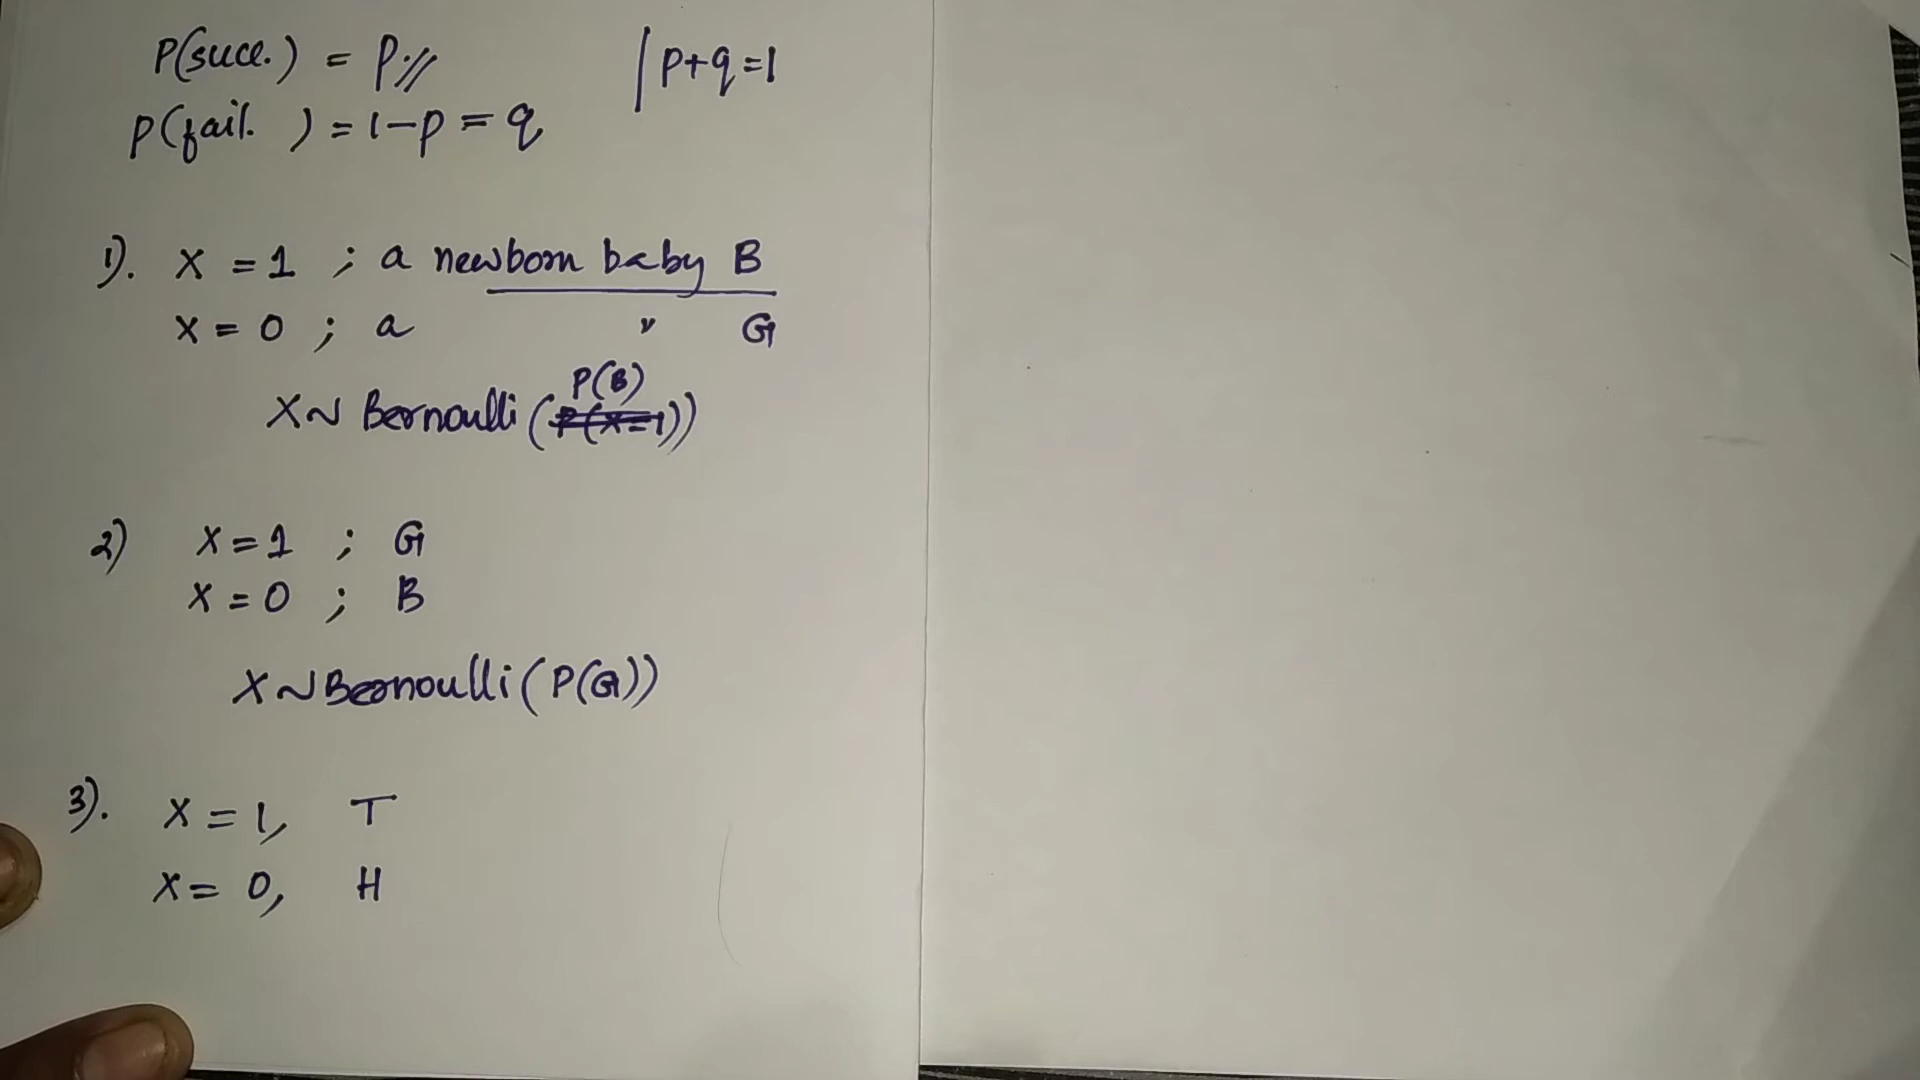 P(succ.) = p //  | p+q=1
P(fail. ) = 1-p = q
1). X = 1 ; a newborn baby B
X = 0 ; a " G
P(B)
X ~ Bernoulli (P(X=1))
2) X = 1 ; G
X = 0 ; B
X ~ Bernoulli ( P(G))
3). X = 1, T
X = 0, H